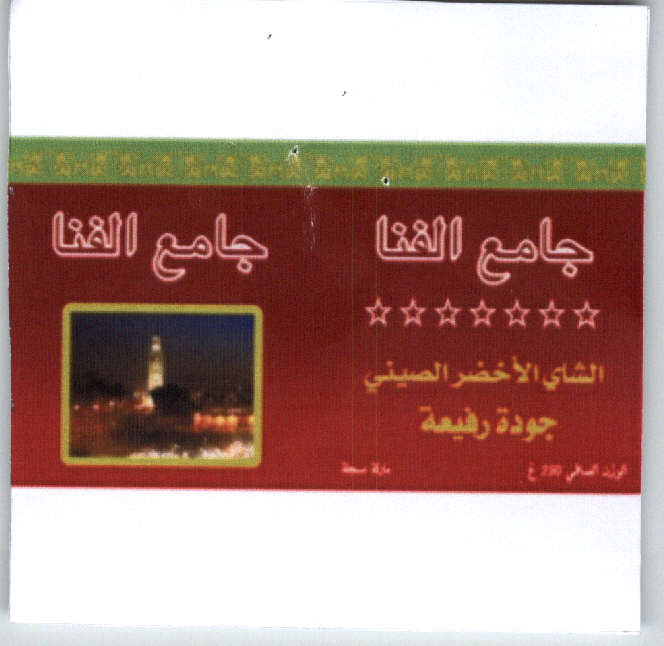 جامع الفنا
جامع الفنا
الشاي الأخضر الصيني
جودة رفيعة
الوزن الصافي 250 غ
ماركة مسجلة